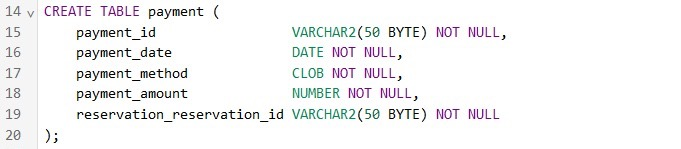 14 CREATE TABLE payment (
15 payment_id VARCHAR2(50 BYTE) NOT NULL,
16 payment_date DATE NOT NULL,
17 payment_method CLOB NOT NULL,
18 payment_amount NUMBER NOT NULL,
19 reservation_reservation_id VARCHAR2(50 BYTE) NOT NULL
20 );